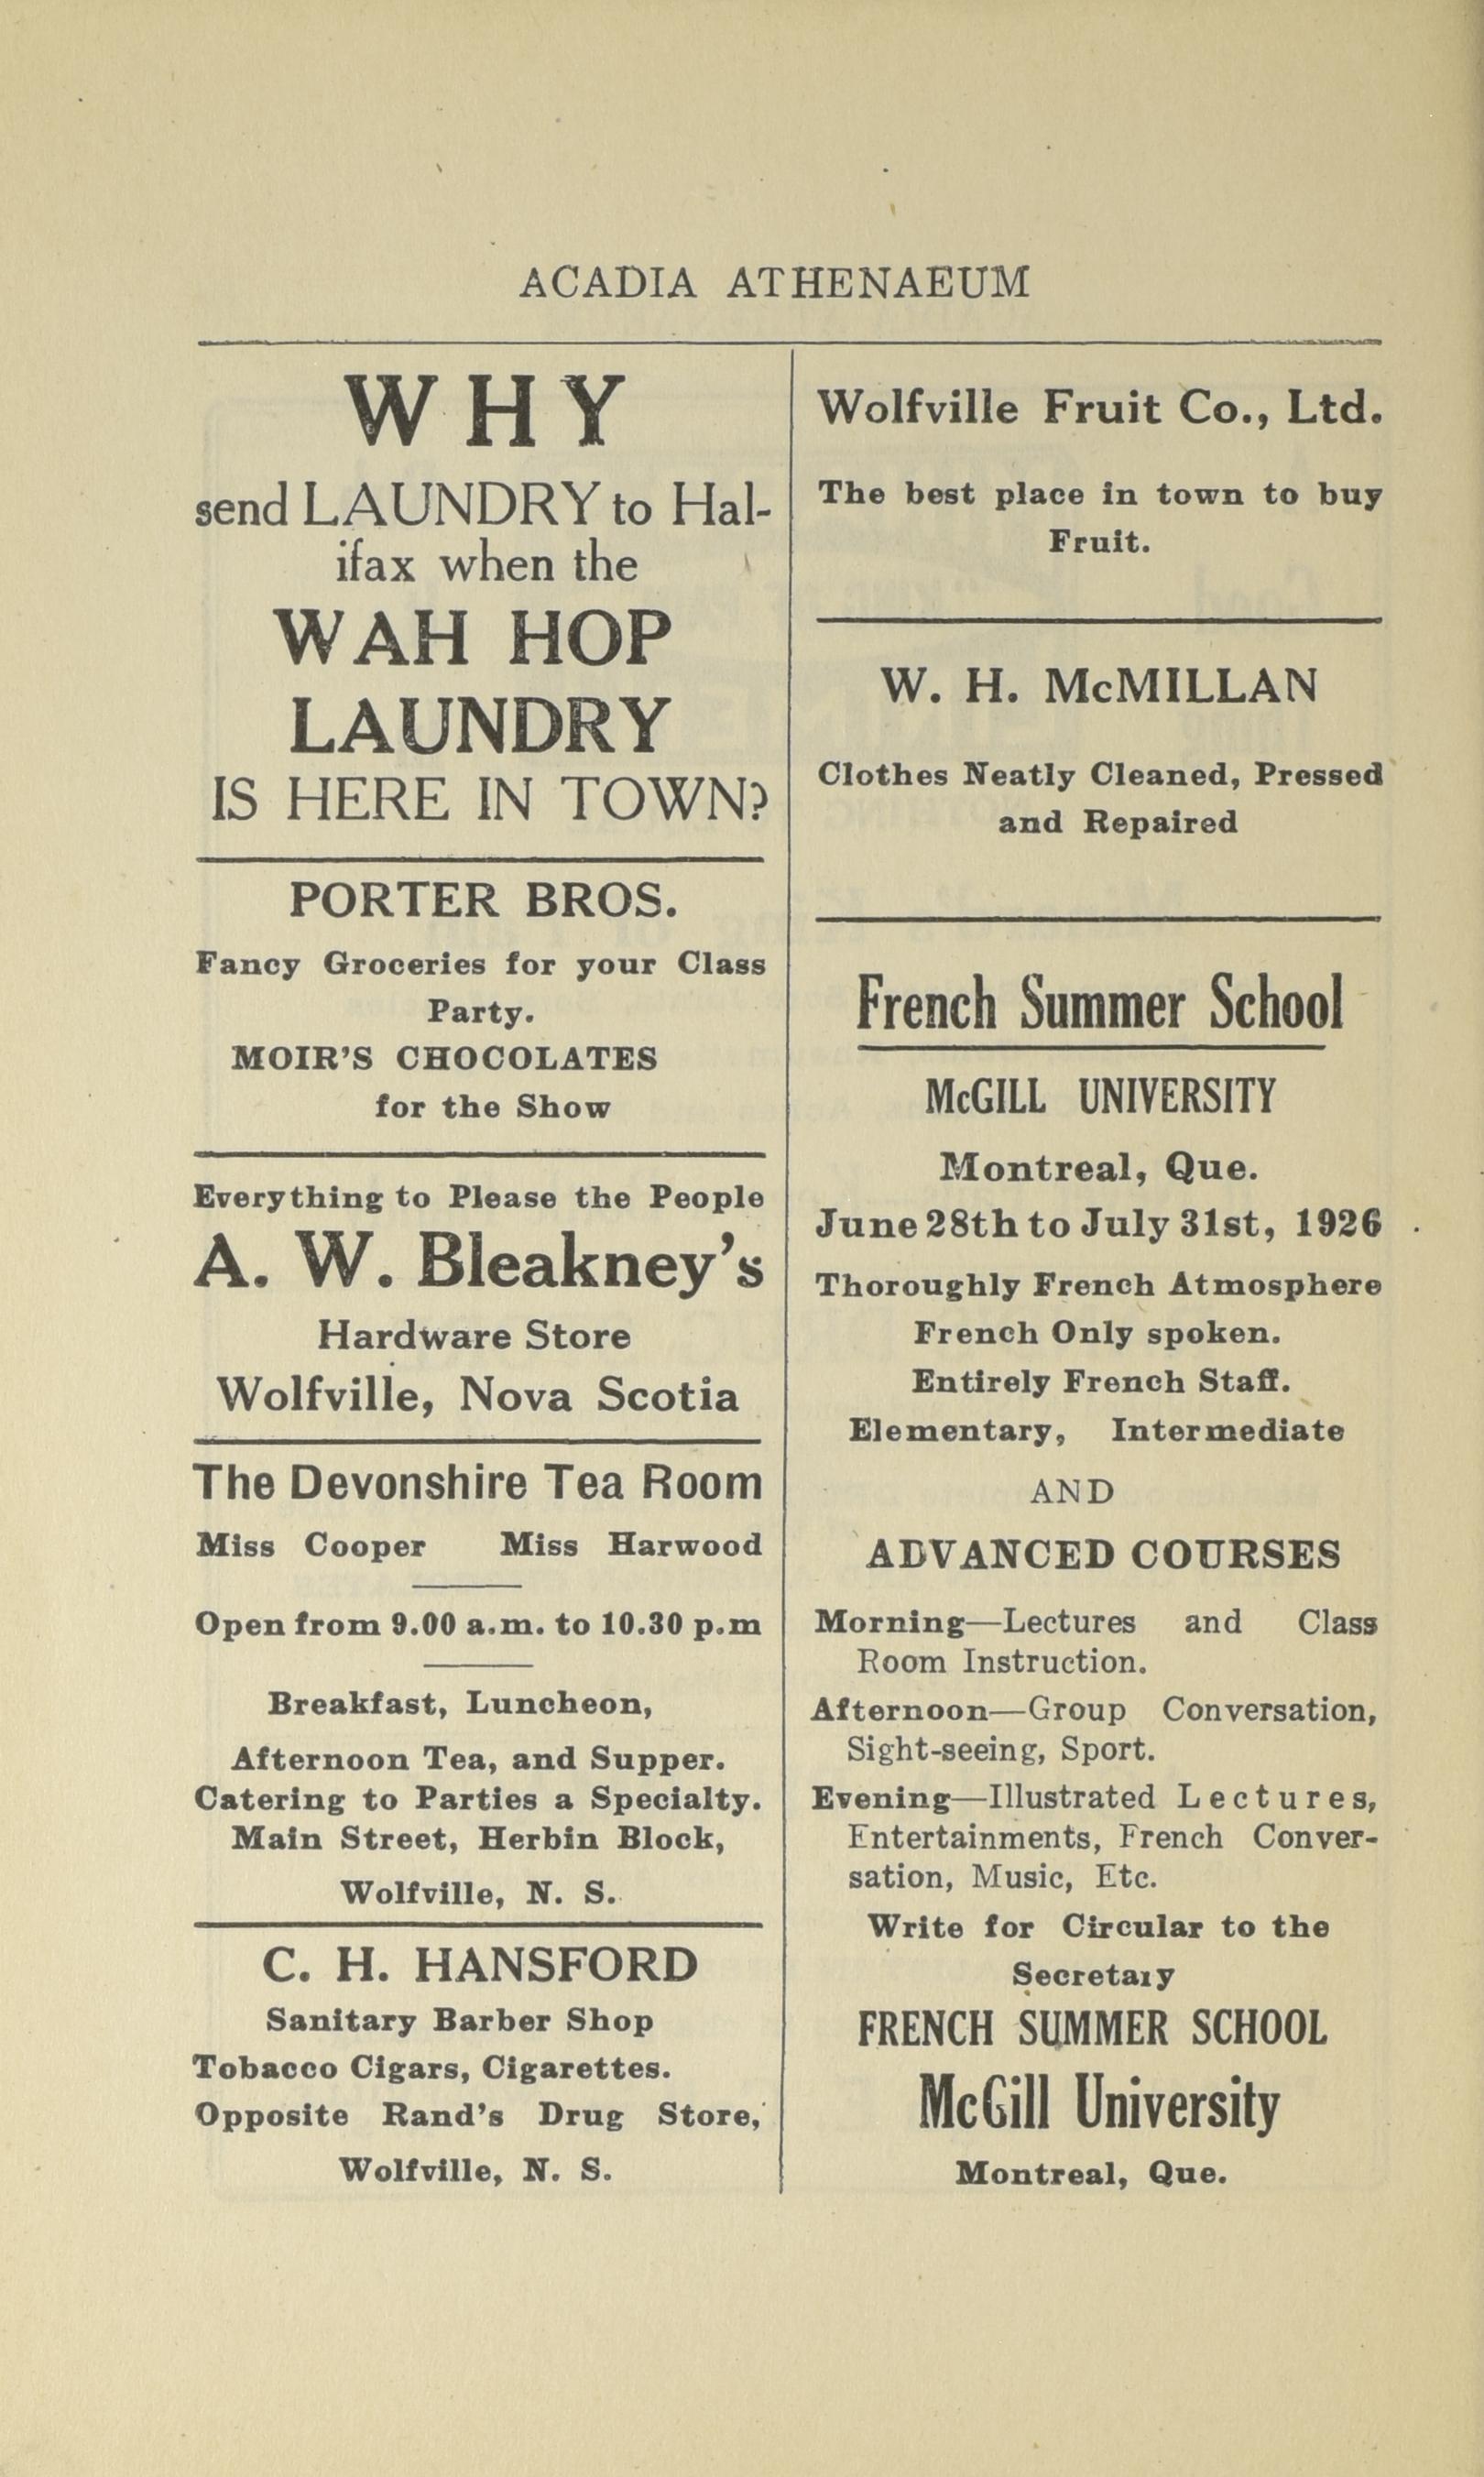 ACADIA ATHENAEUM
WHY
send LAUNDRY to Hal-
ifax when the
WAH HOP
LAUNDRY
IS HERE IN TOWN?
PORTER BROS.
Fancy Groceries for your Class
Party.
MOIR'S CHOCOLATES
for the Show
Everything to Please the People
A. W. Bleakney's
Hardware Store
Wolfville, Nova Scotia
The Devonshire Tea Room
Miss Cooper Miss Harwood
Open from 9.00 a.m. to 10.30 p.m
Breakfast, Luncheon,
Afternoon Tea, and Supper.
Catering to Parties a Specialty.
Main Street, Herbin Block,
Wolfville, N. S.
C. H. HANSFORD
Sanitary Barber Shop
Tobacco Cigars, Cigarettes.
Opposite Rand's Drug Store,
Wolfville, N. S.
Wolfville Fruit Co., Ltd.
The best place in town to buy
Fruit.
W. H. McMILLAN
Clothes Neatly Cleaned, Pressed
and Repaired
French Summer School
McGILL UNIVERSITY
Montreal, Que.
June 28th to July 31st, 1926
Thoroughly French Atmosphere
French Only spoken.
Entirely French Staff.
Elementary, Intermediate
AND
ADVANCED COURSES
Morning—Lectures and Class
Room Instruction.
Afternoon—Group Conversation,
Sight-seeing, Sport.
Evening—Illustrated Lectures,
Entertainments, French Conver-
sation, Music, Etc.
Write for Circular to the
Secretary
FRENCH SUMMER SCHOOL
McGill University
Montreal, Que.